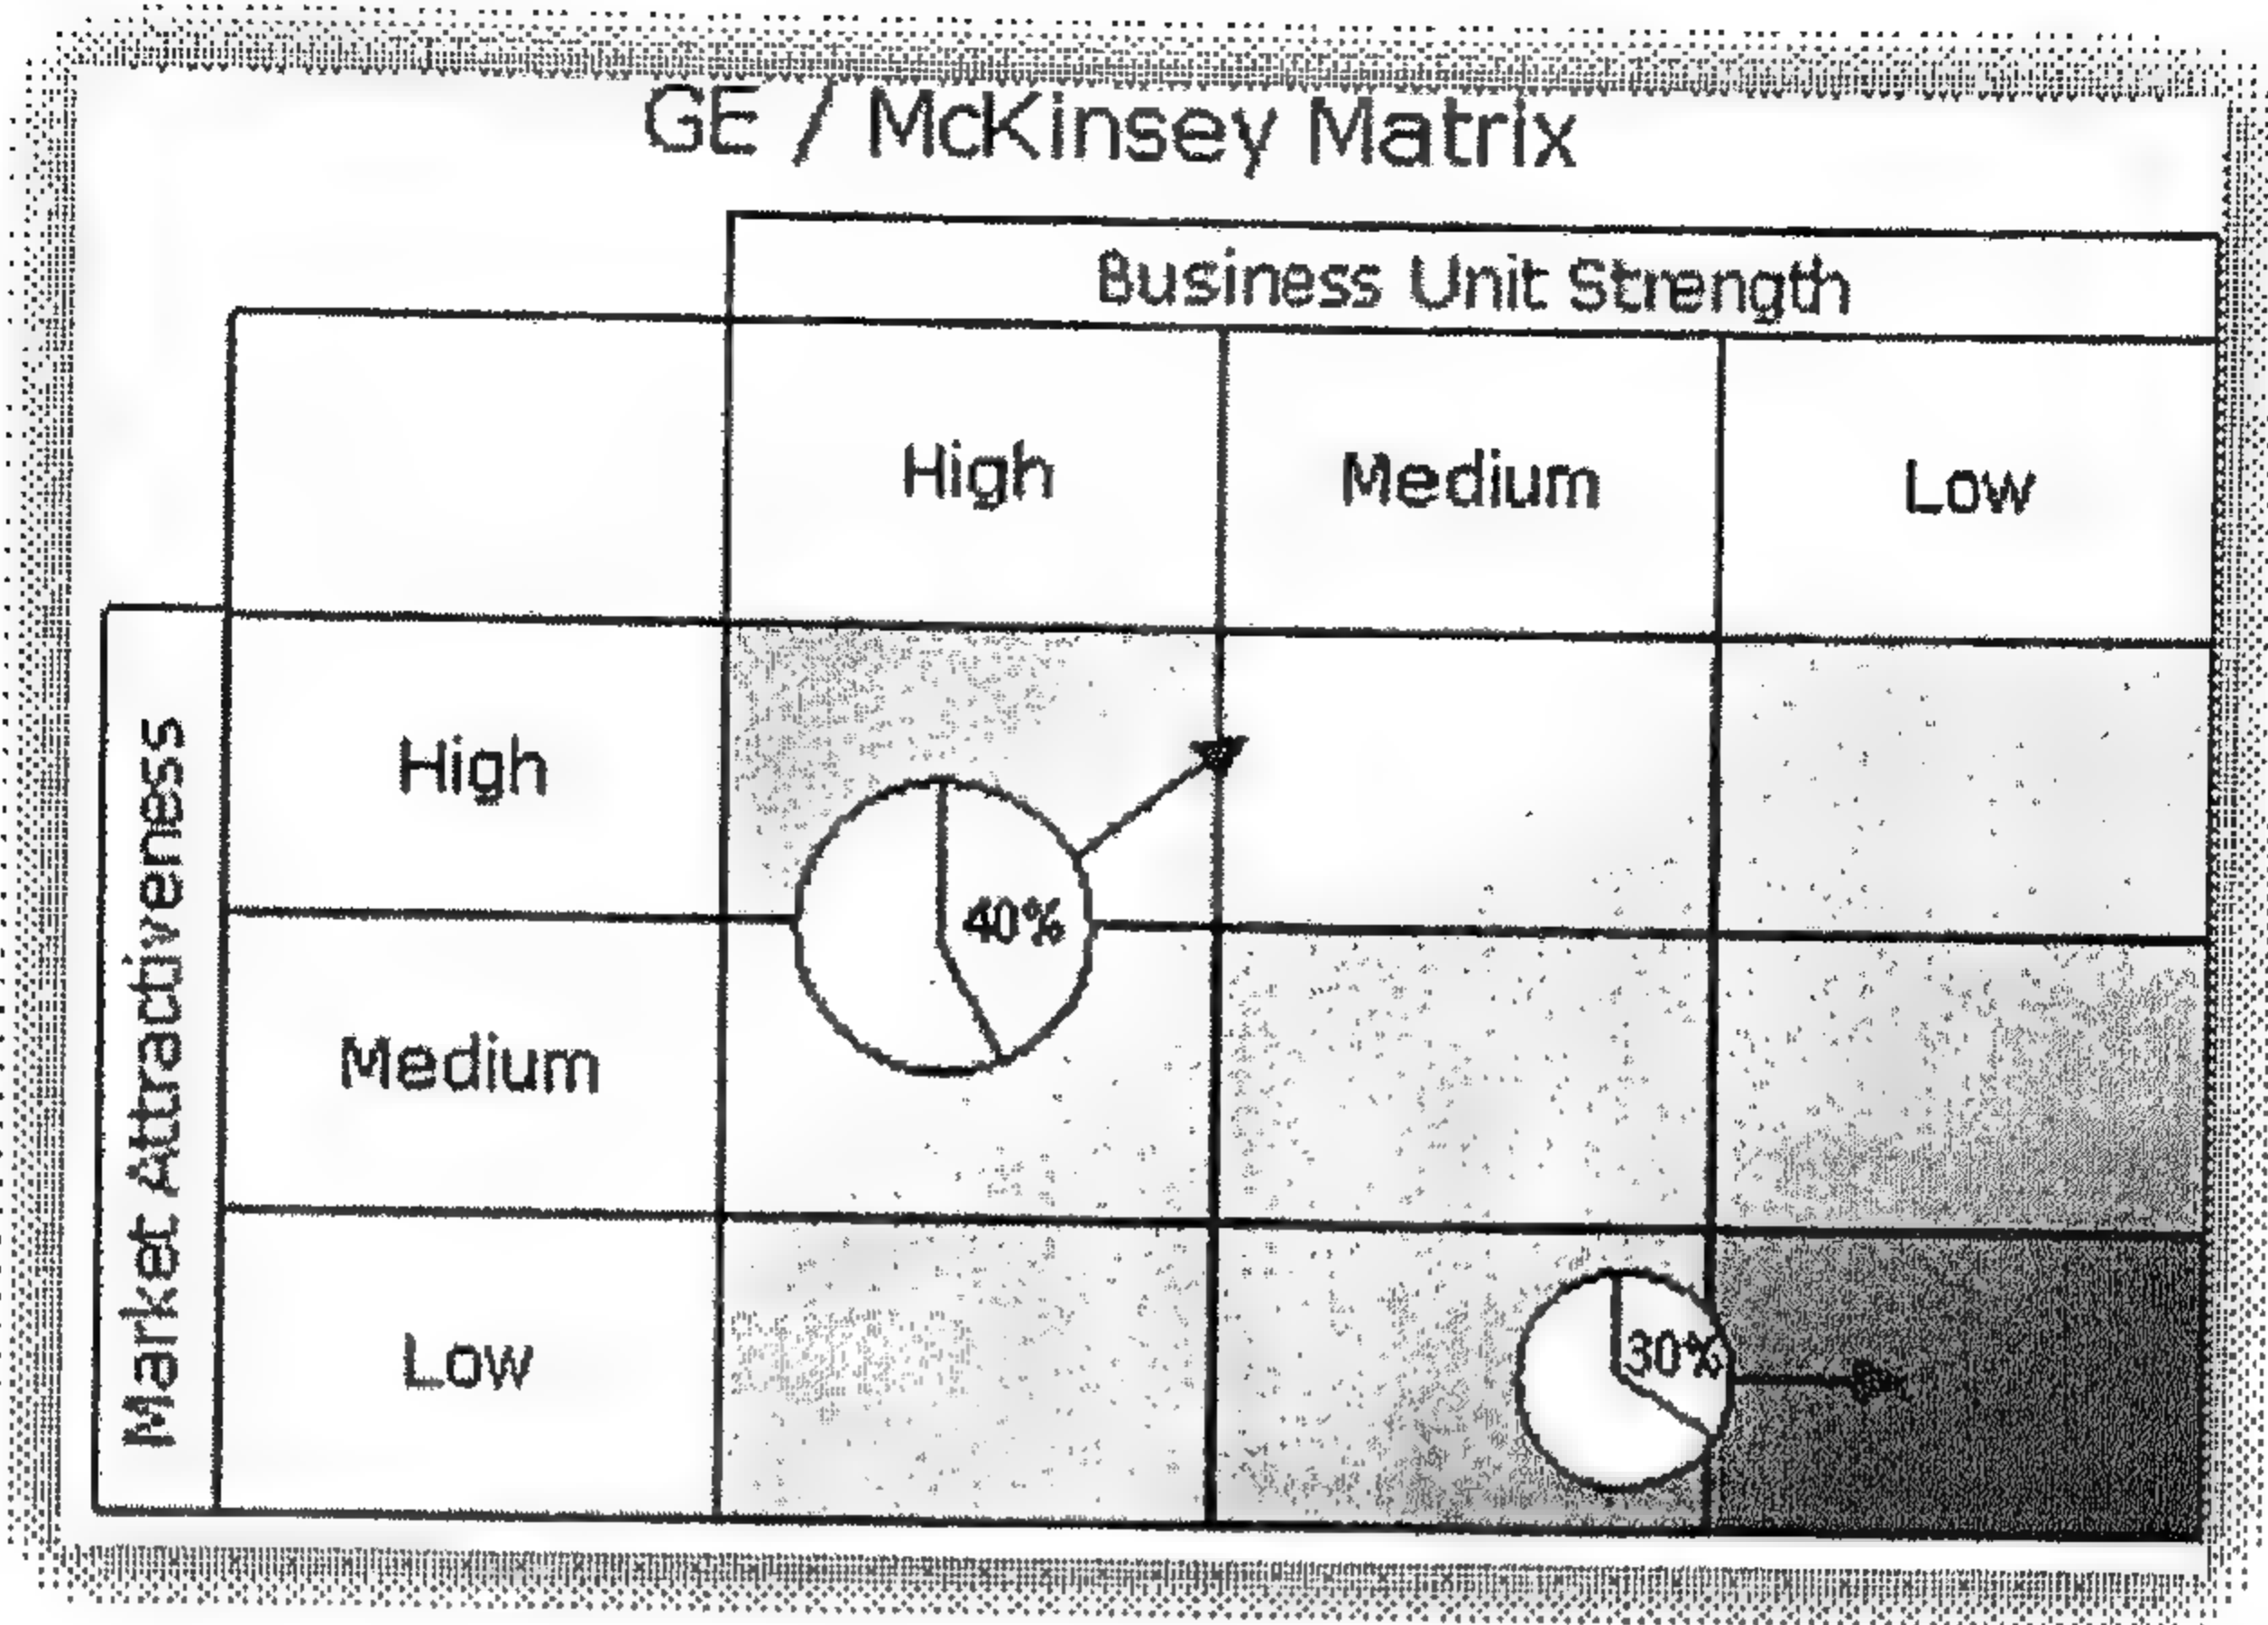 GE / McKinsey Matrix
Business Unit Strength
High
Medium
Low
Market Attractiveness
High
40%
Medium
Low
30%